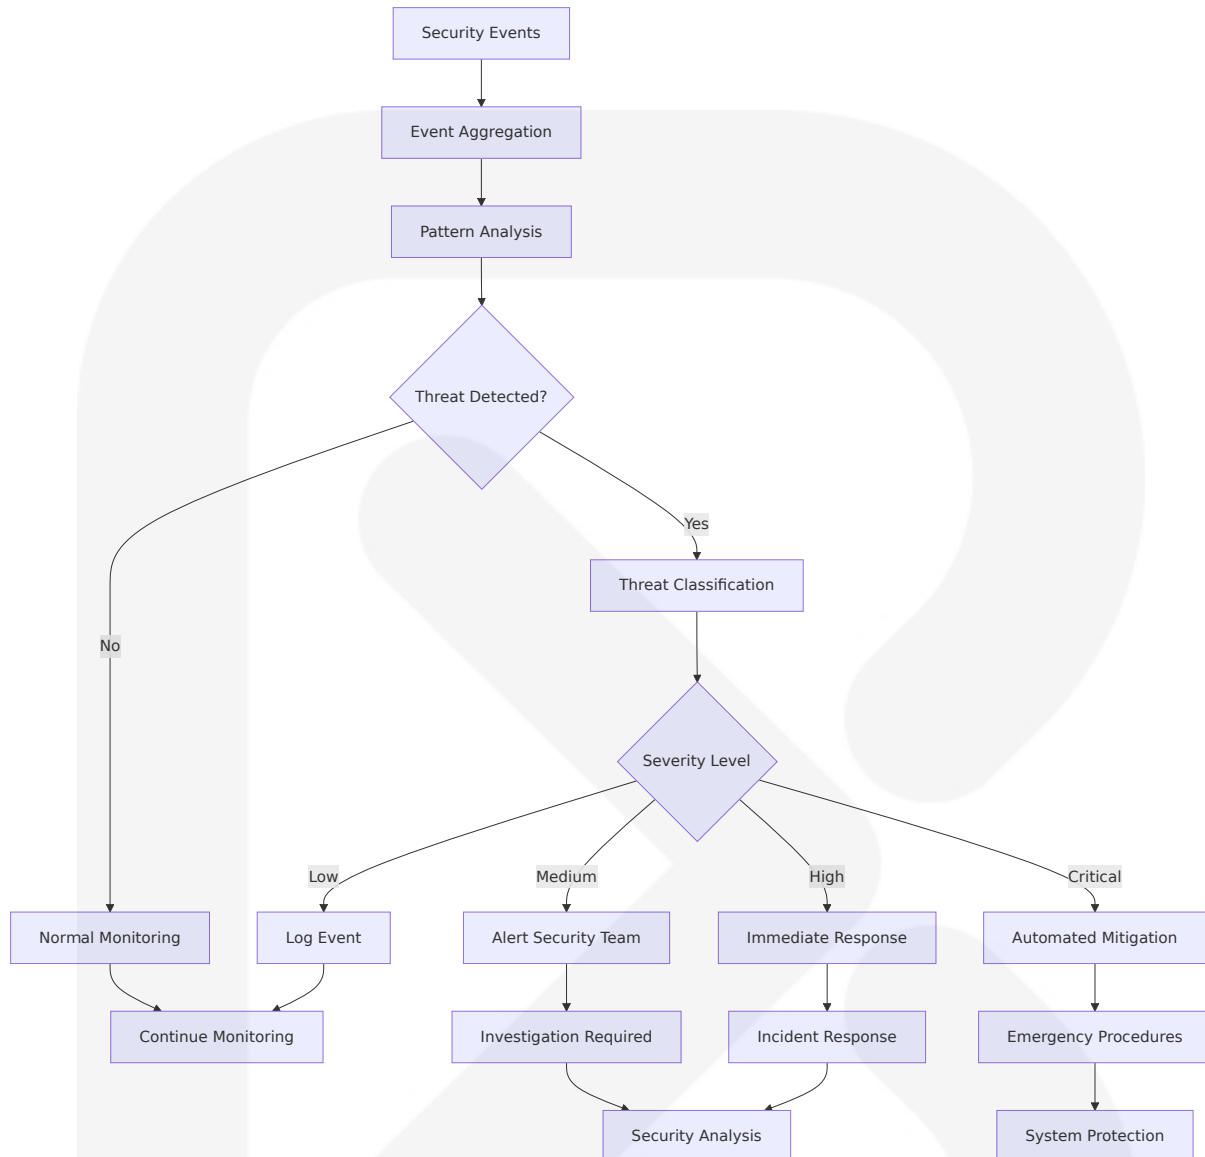 Security Events
Event Aggregation
Pattern Analysis
Threat Detected?
Yes
Threat Classification
No
Severity Level
Low
Medium
High
Critical
Normal Monitoring
Log Event
Alert Security Team
Immediate Response
Automated Mitigation
Continue Monitoring
Investigation Required
Incident Response
Emergency Procedures
Security Analysis
System Protection